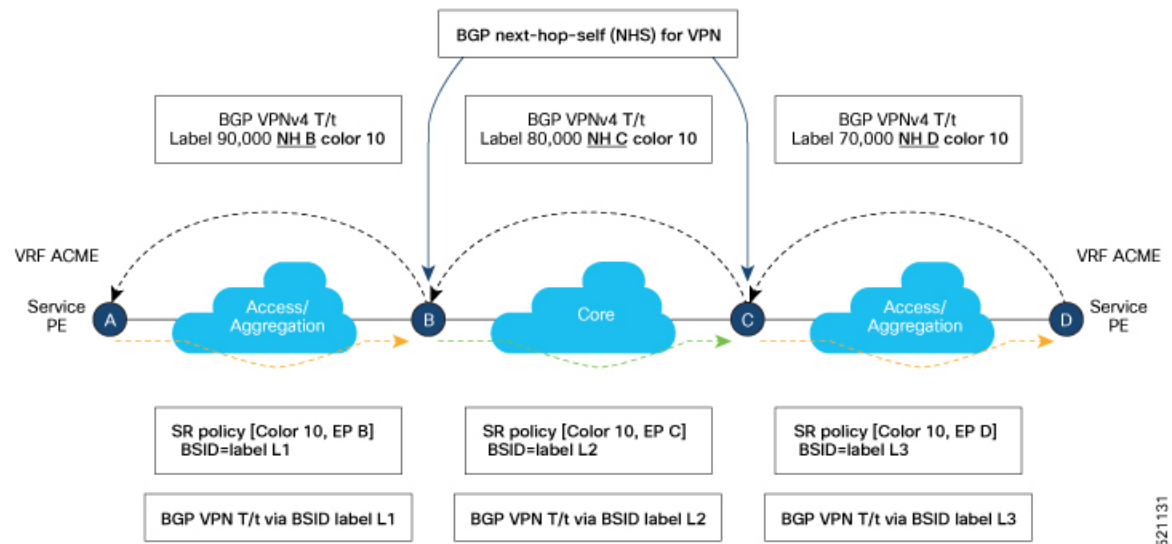 BGP next-hop-self (NHS) for VPN
BGP VPNv4 T/t
Label 90,000 NH B color 10
BGP VPNv4 T/t
Label 80,000 NH C color 10
BGP VPNv4 T/t
Label 70,000 NH D color 10
VRF ACME
VRF ACME
Service
PE
A
Access/
Aggregation
B
Core
C
Access/
Aggregation
D
Service
PE
SR policy [Color 10, EP B]
BSID=label L1
SR policy [Color 10, EP C]
BSID=label L2
SR policy [Color 10, EP D]
BSID=label L3
BGP VPN T/t via BSID label L1
BGP VPN T/t via BSID label L2
BGP VPN T/t via BSID label L3
521131